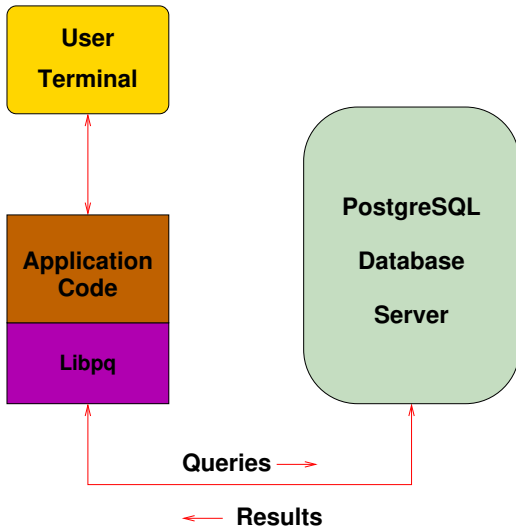 User
Terminal
PostgreSQL
Database
Server
Application
Code
Libpq
Queries
Results